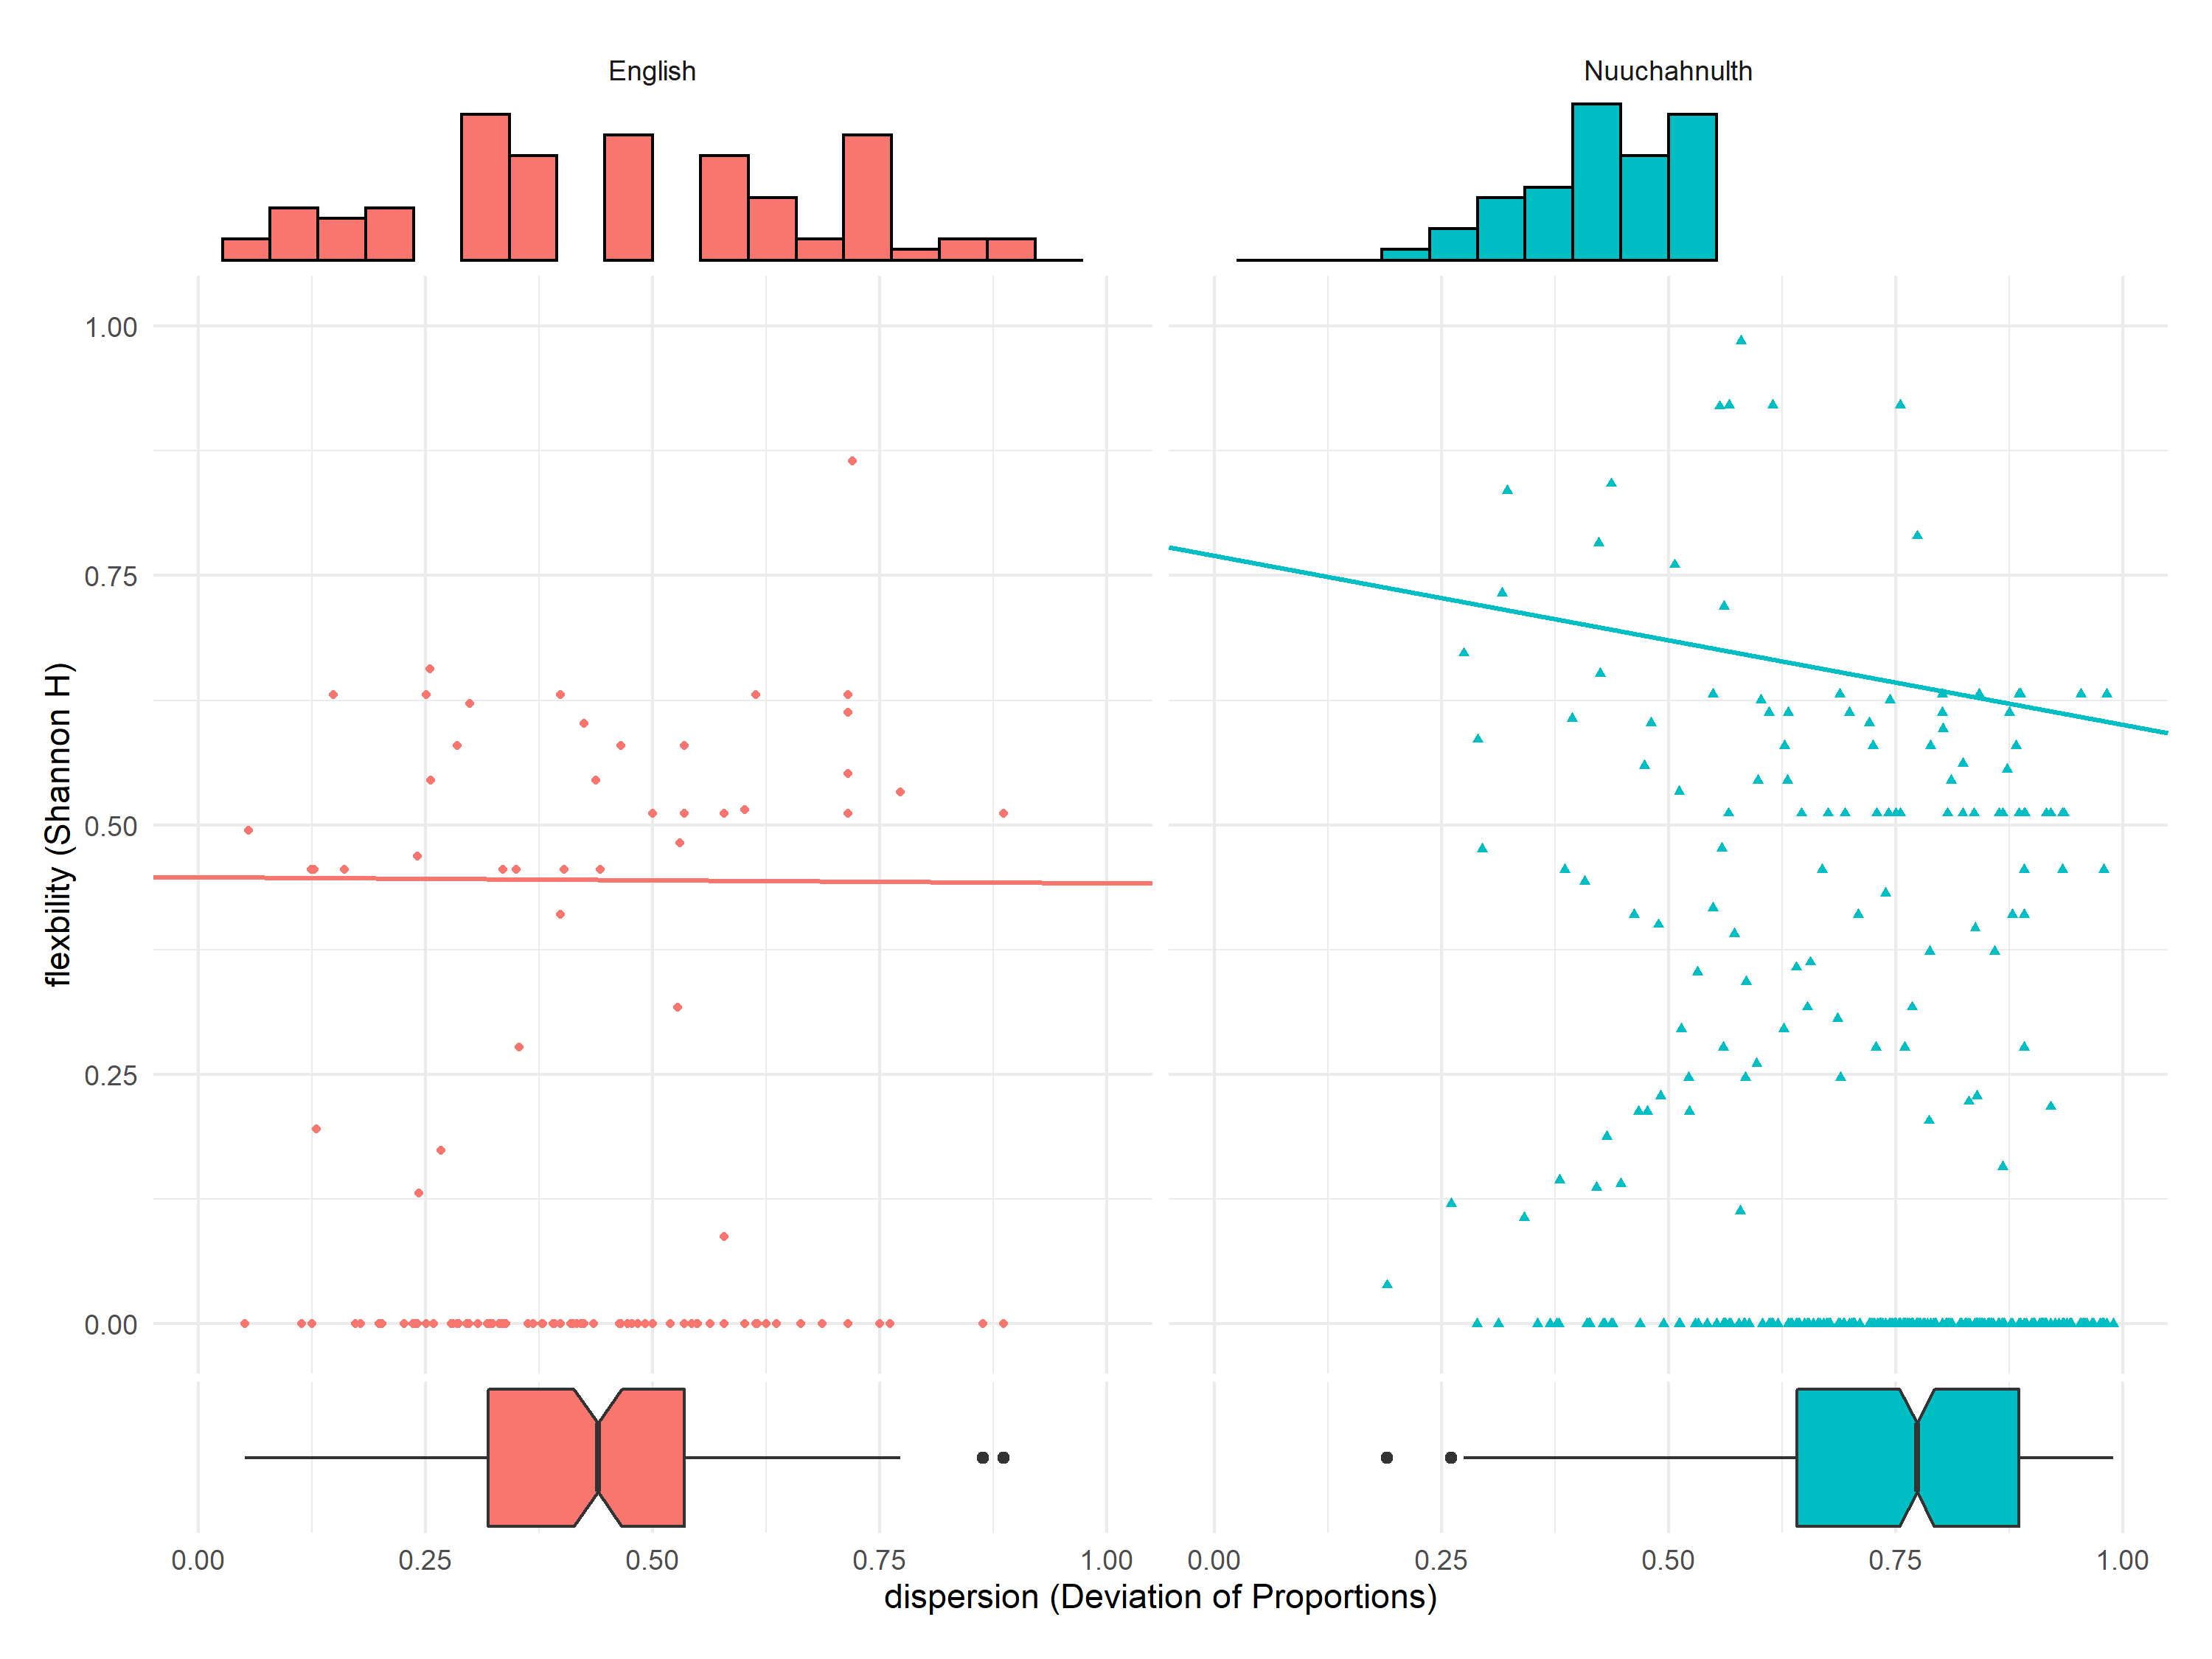 English
Nuuchahnulth
1.00
0.75
0.50
0.25
0.00
flexbility (Shannon H)
0.00 0.25 0.50 0.75 1.00 0.00 0.25 0.50 0.75 1.00
dispersion (Deviation of Proportions)